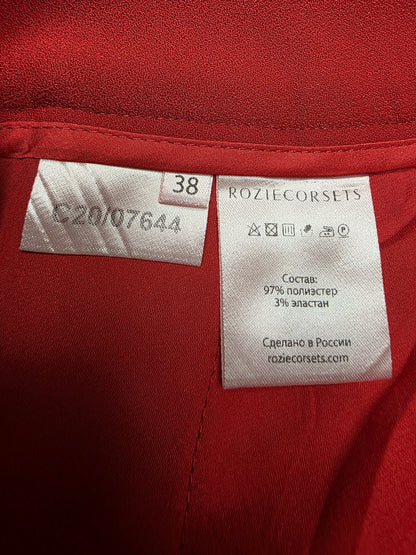 38
C20/07644
ROZIECORSETS
Состав:
97% полиэстер
3% эластан
Сделано в России
roziecorsets.com